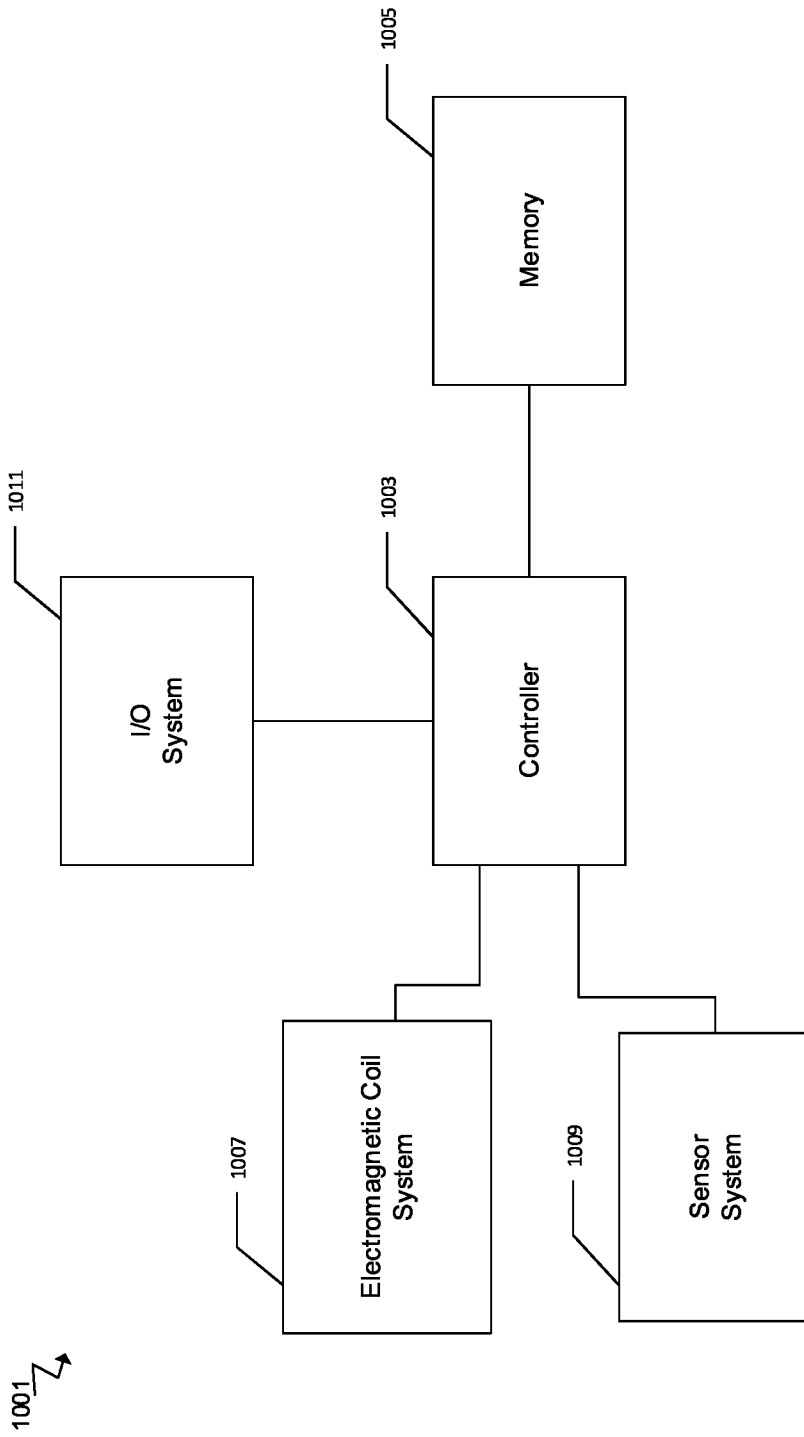 1001
1007
Electromagnetic Coil
System
1009
Sensor
System
1011
I/O
System
1003
Controller
1005
Memory